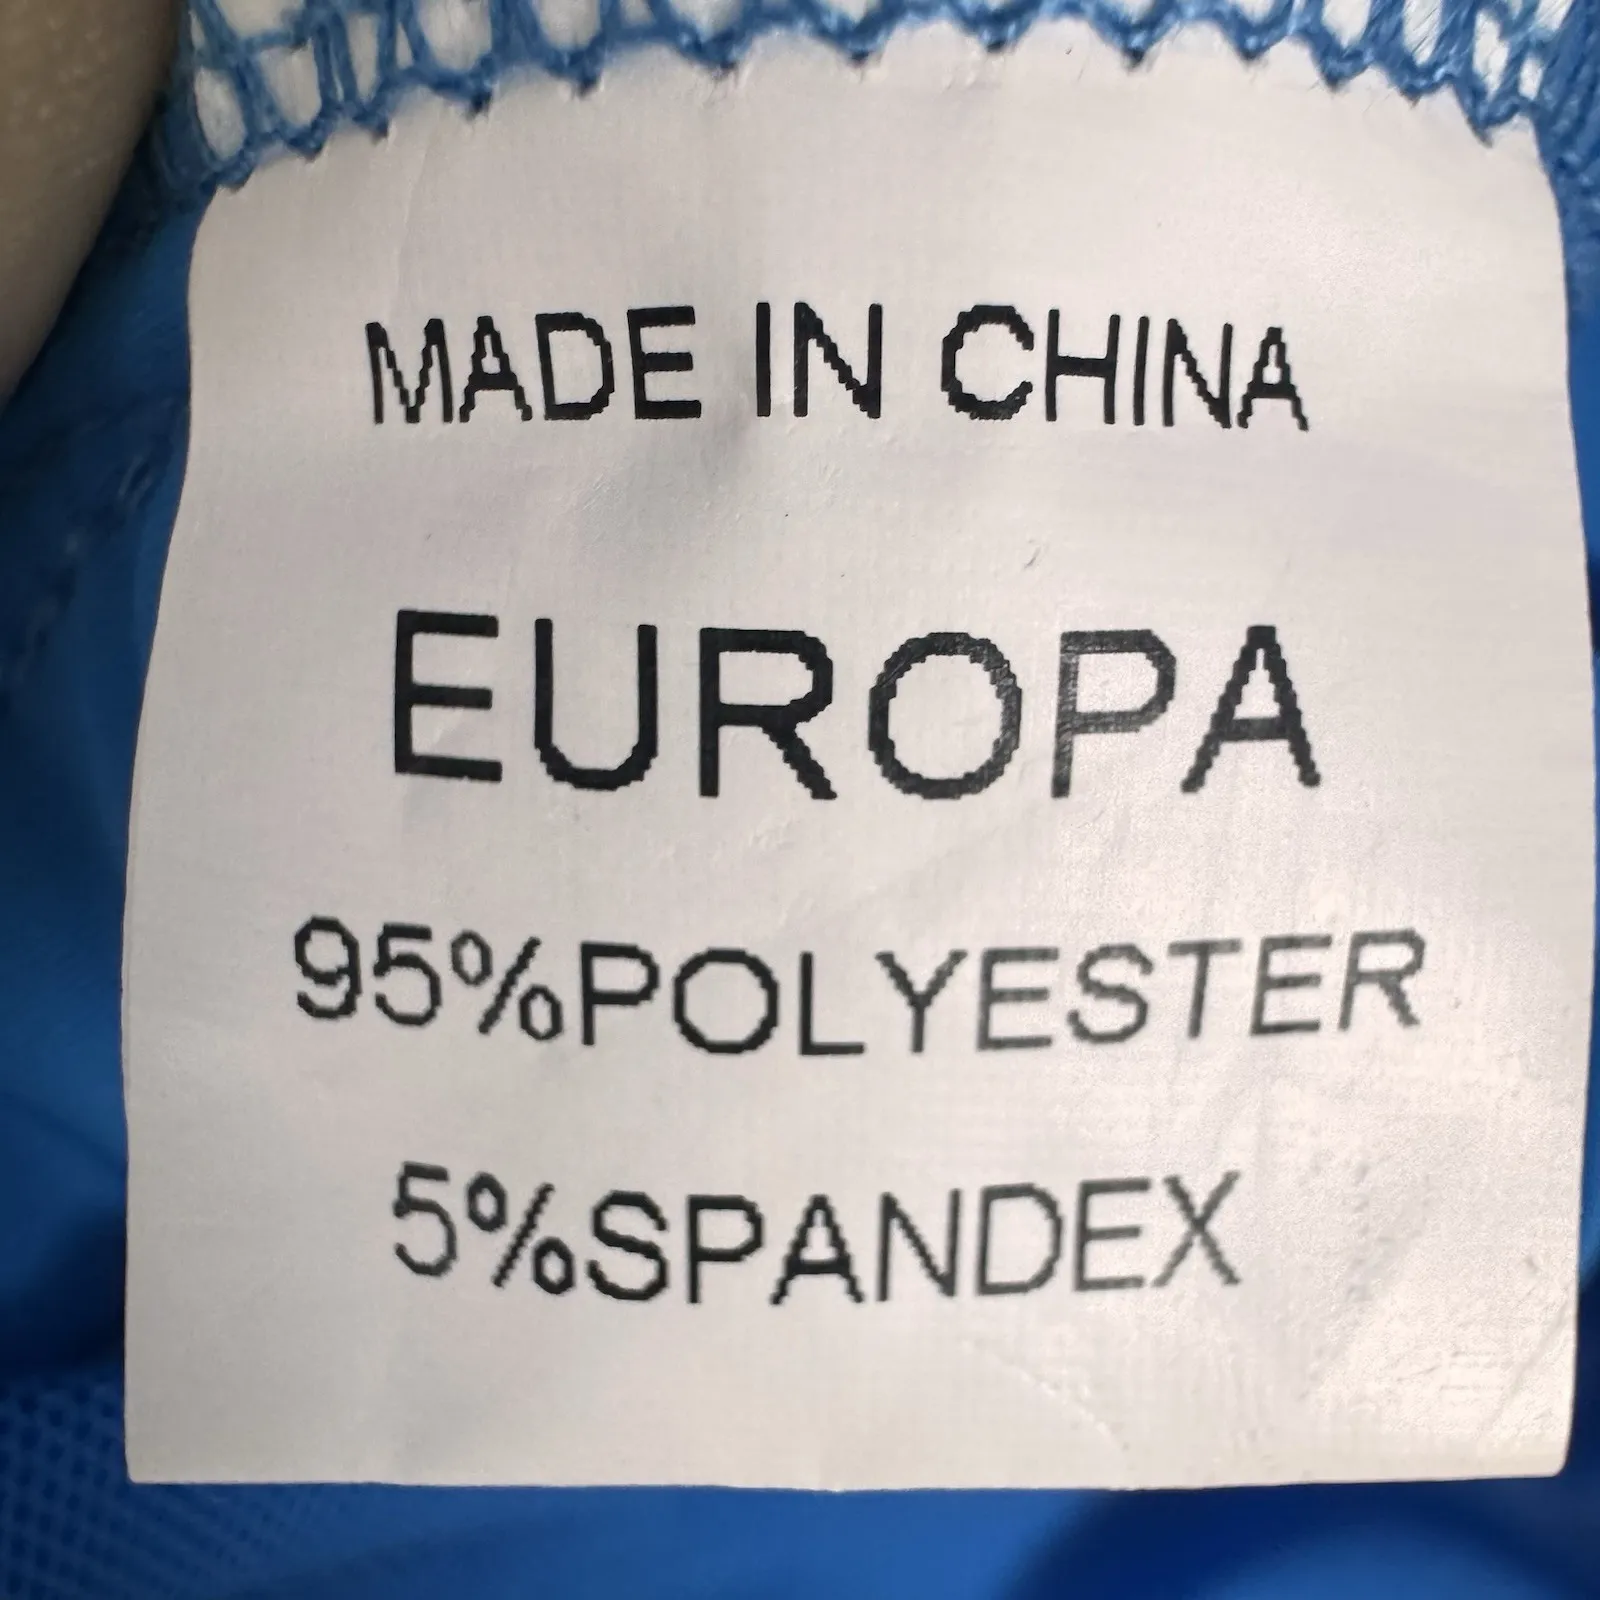 MADE IN CHINA
EUROPA
95%POLYESTER
5%SPANDEX